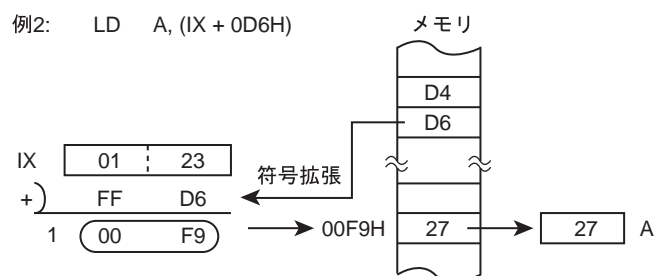 例2: LD A, (IX + 0D6H)
メモリ
D4
D6
IX 01 23
符号拡張
+) FF D6
1 00 F9
00F9H 27 27 A